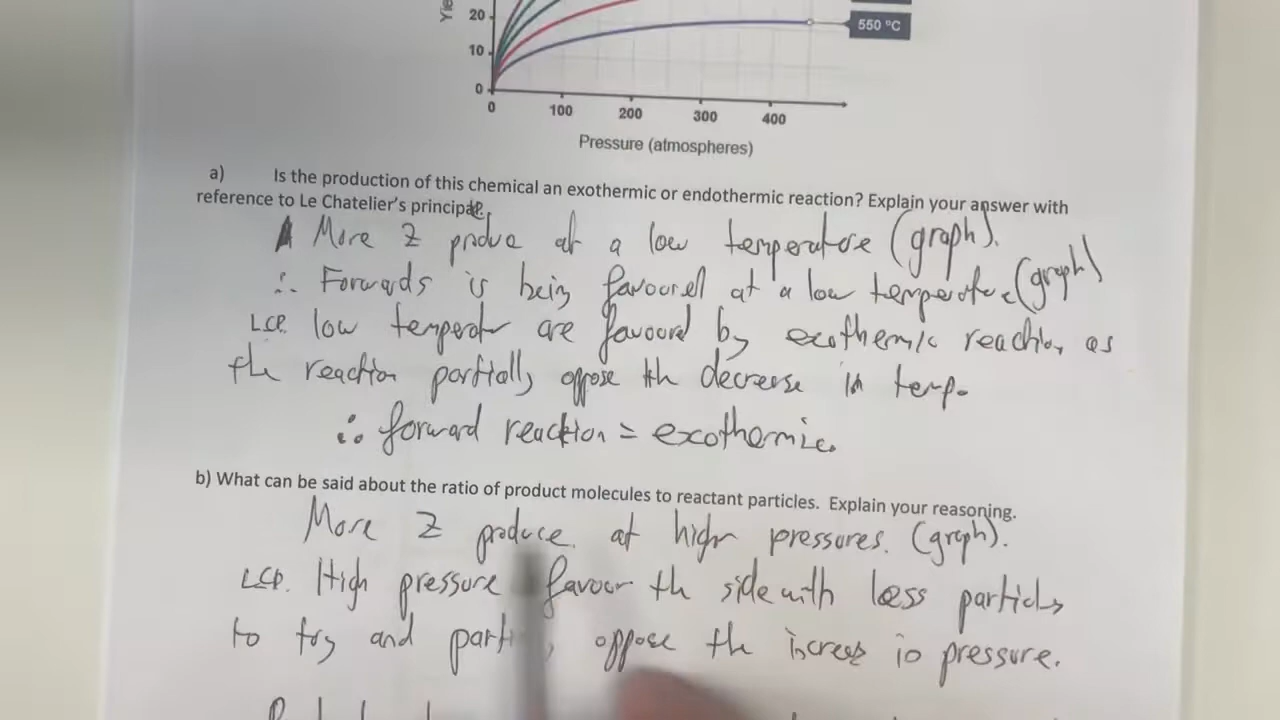 20
550 °C
10
0
0 100 200 300 400
Pressure (atmospheres)
a) Is the production of this chemical an exothermic or endothermic reaction? Explain your answer with
reference to Le Chatelier's principle.
More Z produce at a low temperature (graph).
∴ Forwards is being favoured at a low temperature (graph)
LCP. low temperatur are favoured by exothermic reaction as
the reaction partially oppose th decrease in temp.
∴ forward reaction = exothermic.
b) What can be said about the ratio of product molecules to reactant particles. Explain your reasoning.
More Z produce at high pressures. (graph).
LCP. High pressure favour th side with less particles
to try and oppose the increase in pressure.